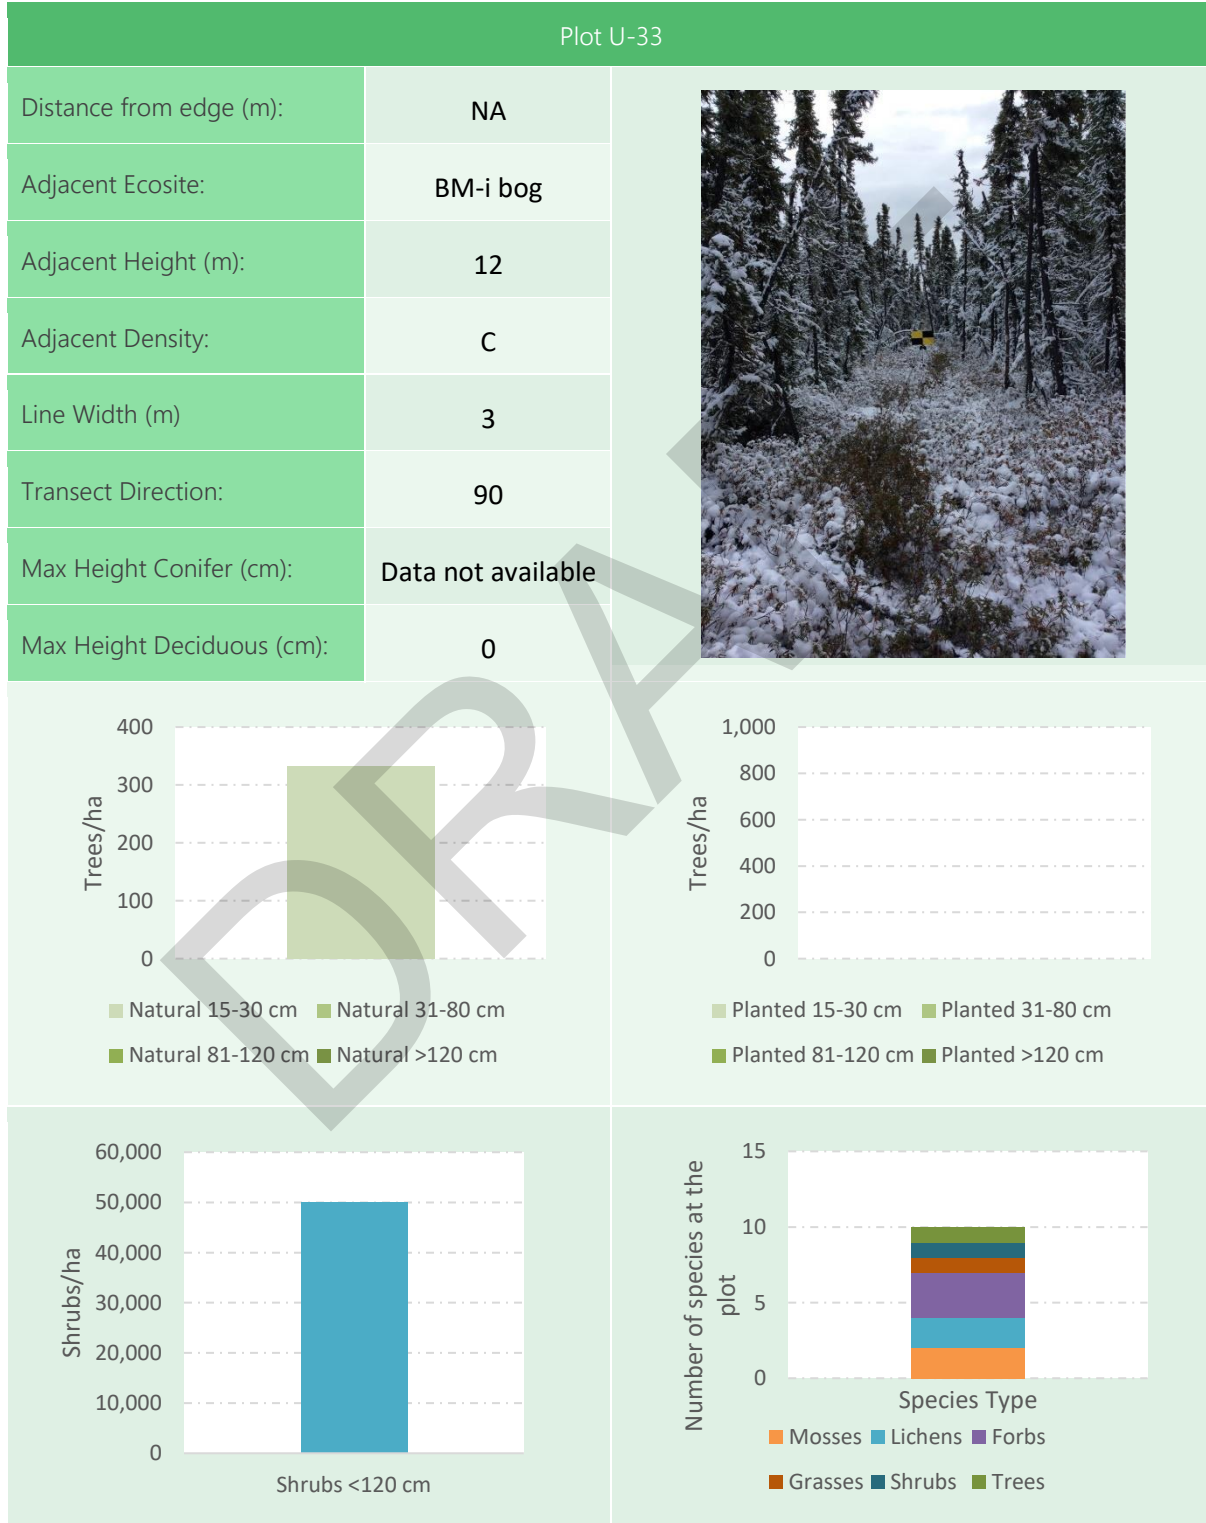 Plot U-33
Distance from edge (m): NA
Adjacent Ecosite: BM-i bog
Adjacent Height (m): 12
Adjacent Density: C
Line Width (m) 3
Transect Direction: 90
Max Height Conifer (cm): Data not available
Max Height Deciduous (cm): 0
DRAFT
Trees/ha
400
300
200
100
0
Natural 15-30 cm Natural 31-80 cm
Natural 81-120 cm Natural >120 cm
Trees/ha
1,000
800
600
400
200
0
Planted 15-30 cm Planted 31-80 cm
Planted 81-120 cm Planted >120 cm
Shrubs/ha
60,000
50,000
40,000
30,000
20,000
10,000
0
Shrubs <120 cm
Number of species at the
plot
15
10
5
0
Species Type
Mosses Lichens Forbs
Grasses Shrubs Trees